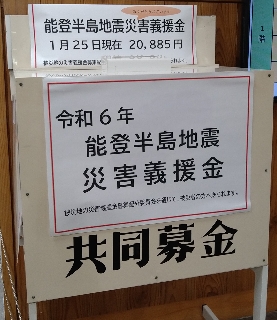 能登半島地震災害義援金
1月25日現在 20,885円
令和6年
能登半島地震
災害義援金
共同募金